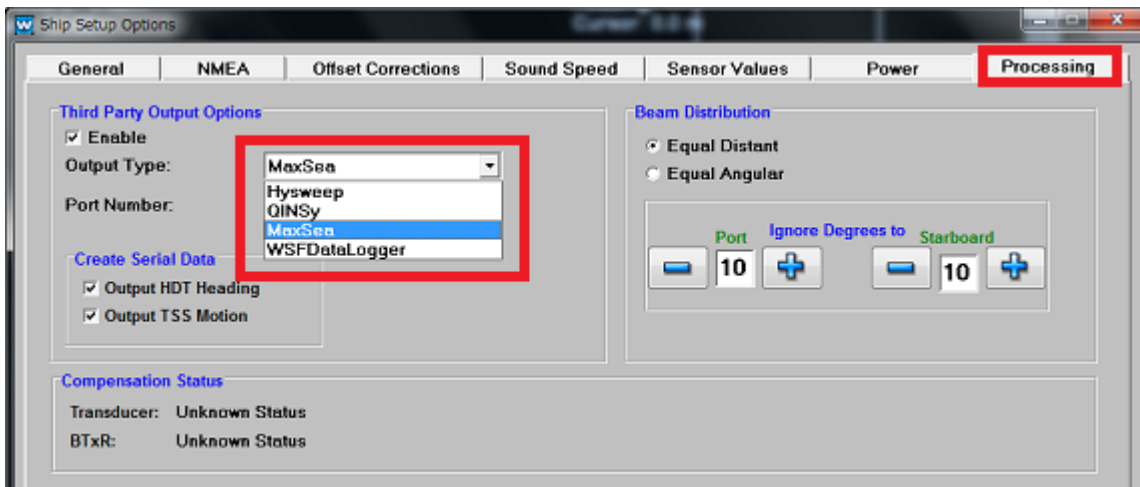 Ship Setup Options
Cursor: 0.0
General NMEA Offset Corrections Sound Speed Sensor Values Power Processing
Third Party Output Options
Enable
Output Type: MaxSea
Hysweep
QINSy
MaxSea
WSFDataLogger
Port Number:
Create Serial Data
Output HDT Heading
Output TSS Motion
Beam Distribution
Equal Distant
Equal Angular
Ignore Degrees to
Port Starboard
10 10
Compensation Status
Transducer: Unknown Status
BTxR: Unknown Status